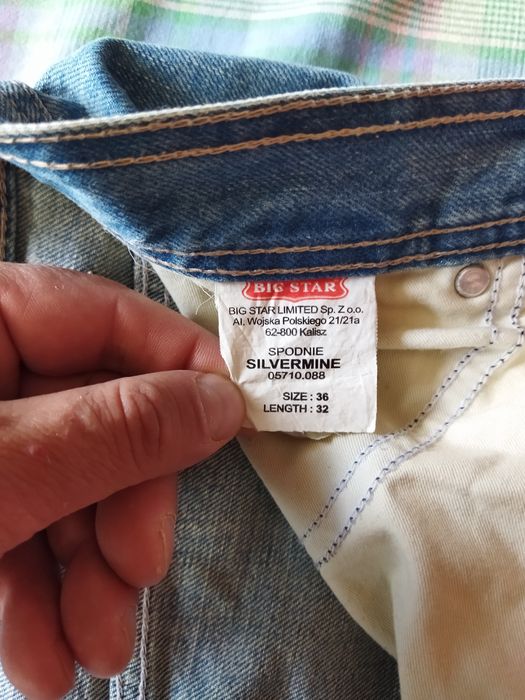 BIG STAR
BIG STAR LIMITED Sp. Z o.o.
Al, Wojska Polskiego 21/21a
62-800 Kalisz
SPODNIE
SILVERMINE
05710.088
SIZE : 36
LENGTH : 32